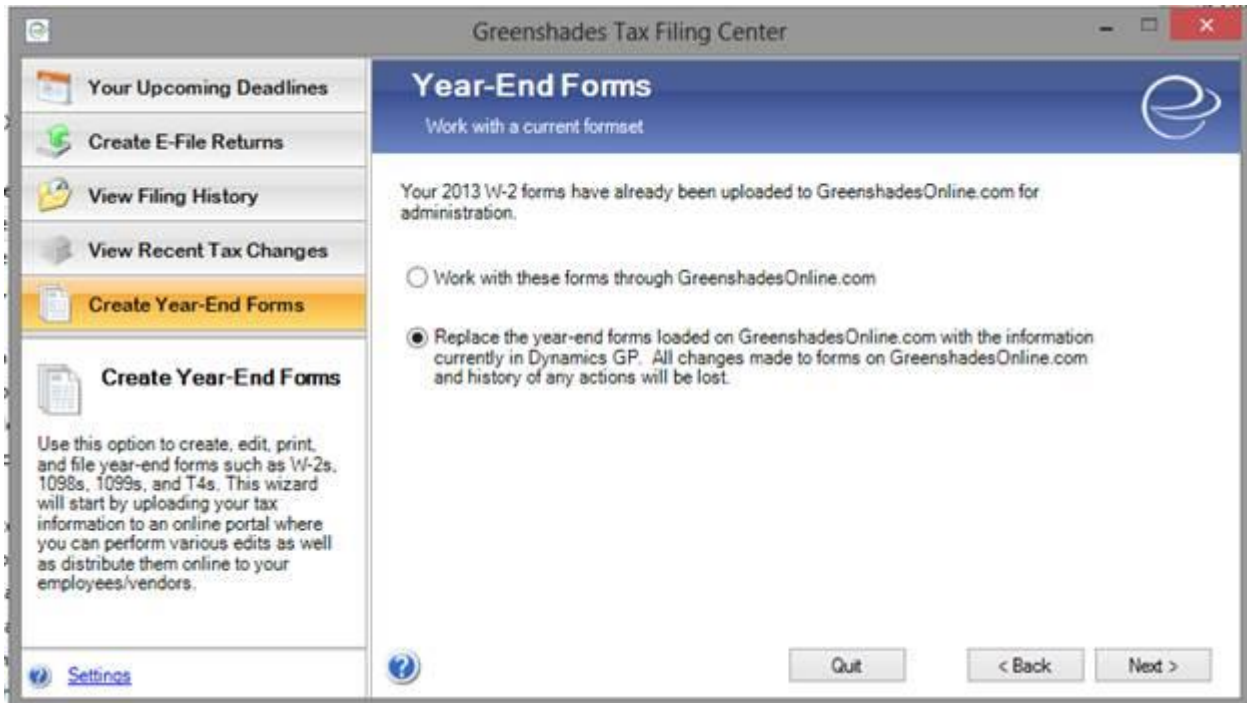 Greenshades Tax Filing Center
Your Upcoming Deadlines
Create E-File Returns
View Filing History
View Recent Tax Changes
Create Year-End Forms
Create Year-End Forms
Use this option to create, edit, print,
and file year-end forms such as W-2s,
1098s, 1099s, and T4s. This wizard
will start by uploading your tax
information to an online portal where
you can perform various edits as well
as distribute them online to your
employees/vendors.
Settings
Year-End Forms
Work with a current formset
Your 2013 W-2 forms have already been uploaded to GreenshadesOnline.com for
administration.
Work with these forms through GreenshadesOnline.com
Replace the year-end forms loaded on GreenshadesOnline.com with the information
currently in Dynamics GP. All changes made to forms on GreenshadesOnline.com
and history of any actions will be lost.
Quit
< Back
Next >